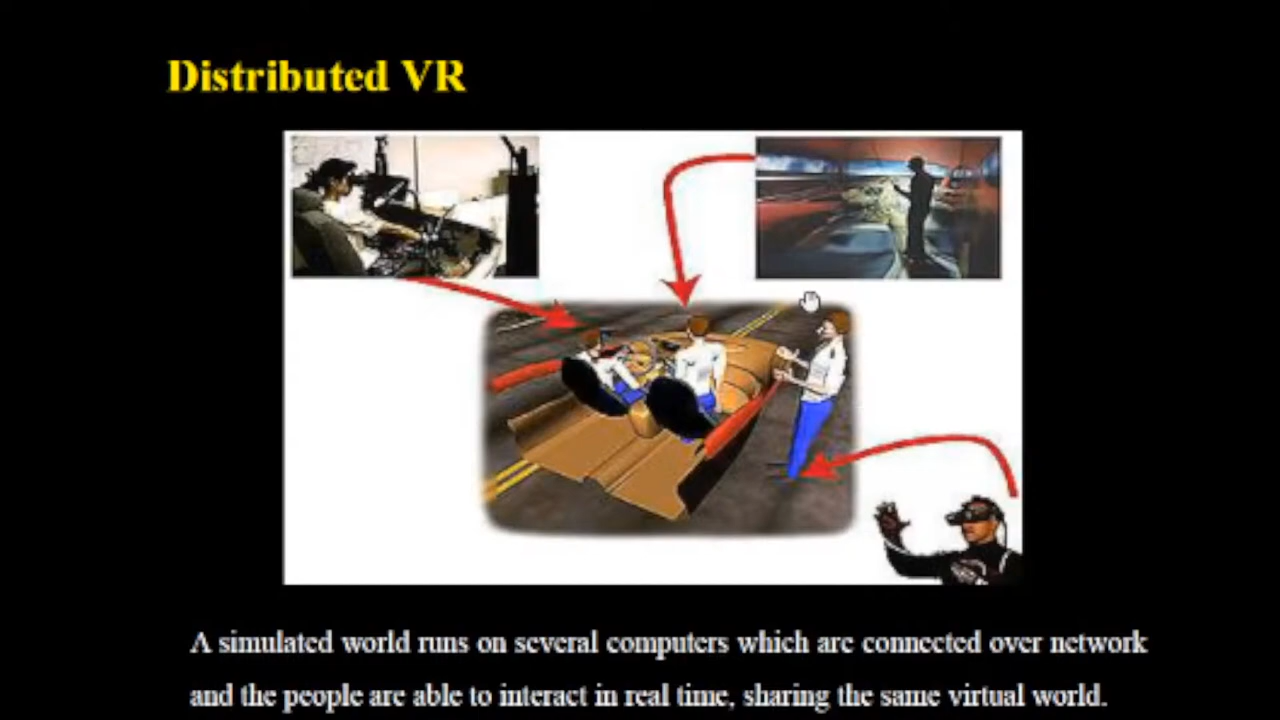 Distributed VR
A simulated world runs on several computers which are connected over network
and the people are able to interact in real time, sharing the same virtual world.